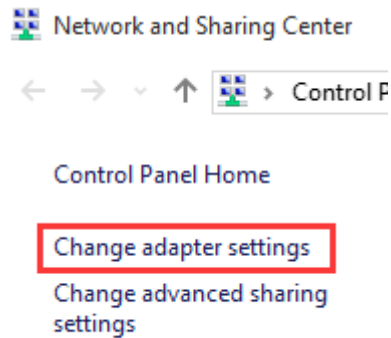 Network and Sharing Center
Control P
Control Panel Home
Change adapter settings
Change advanced sharing
settings